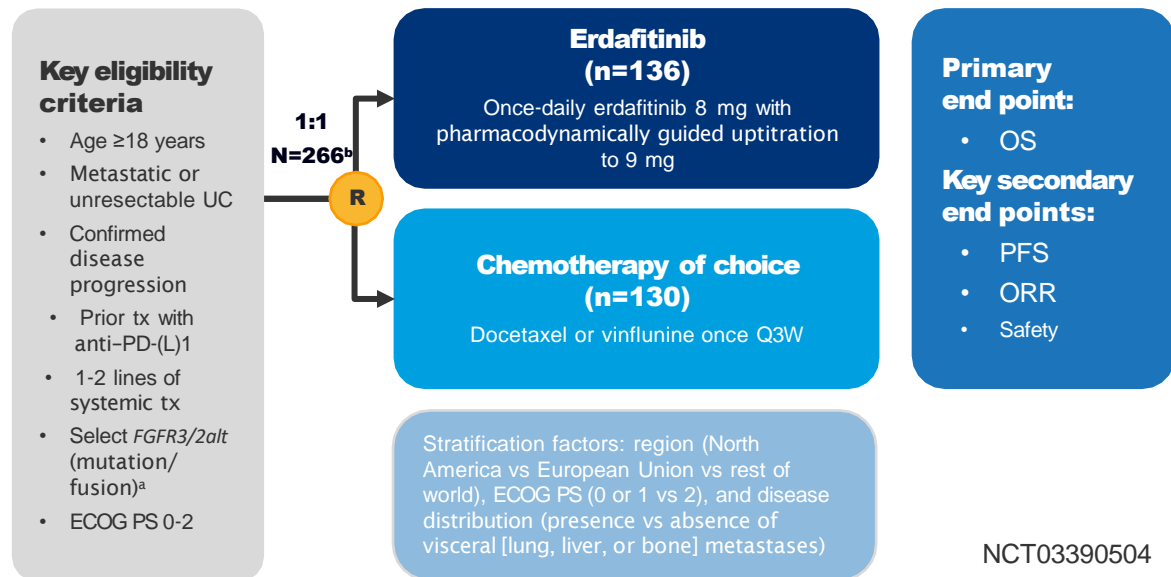 Key eligibility
criteria
• Age ≥18 years
• Metastatic or
unresectable UC
• Confirmed
disease
progression
• Prior tx with
anti–PD-(L)1
• 1-2 lines of
systemic tx
• Select FGFR3/2alt
(mutation/
fusion)ᵃ
• ECOG PS 0-2
1:1
N=266ᵇ
R
Erdafitinib
(n=136)
Once-daily erdafitinib 8 mg with
pharmacodynamically guided uptitration
to 9 mg
Chemotherapy of choice
(n=130)
Docetaxel or vinflunine once Q3W
Stratification factors: region (North
America vs European Union vs rest of
world), ECOG PS (0 or 1 vs 2), and disease
distribution (presence vs absence of
visceral [lung, liver, or bone] metastases)
Primary
end point:
• OS
Key secondary
end points:
• PFS
• ORR
• Safety
NCT03390504